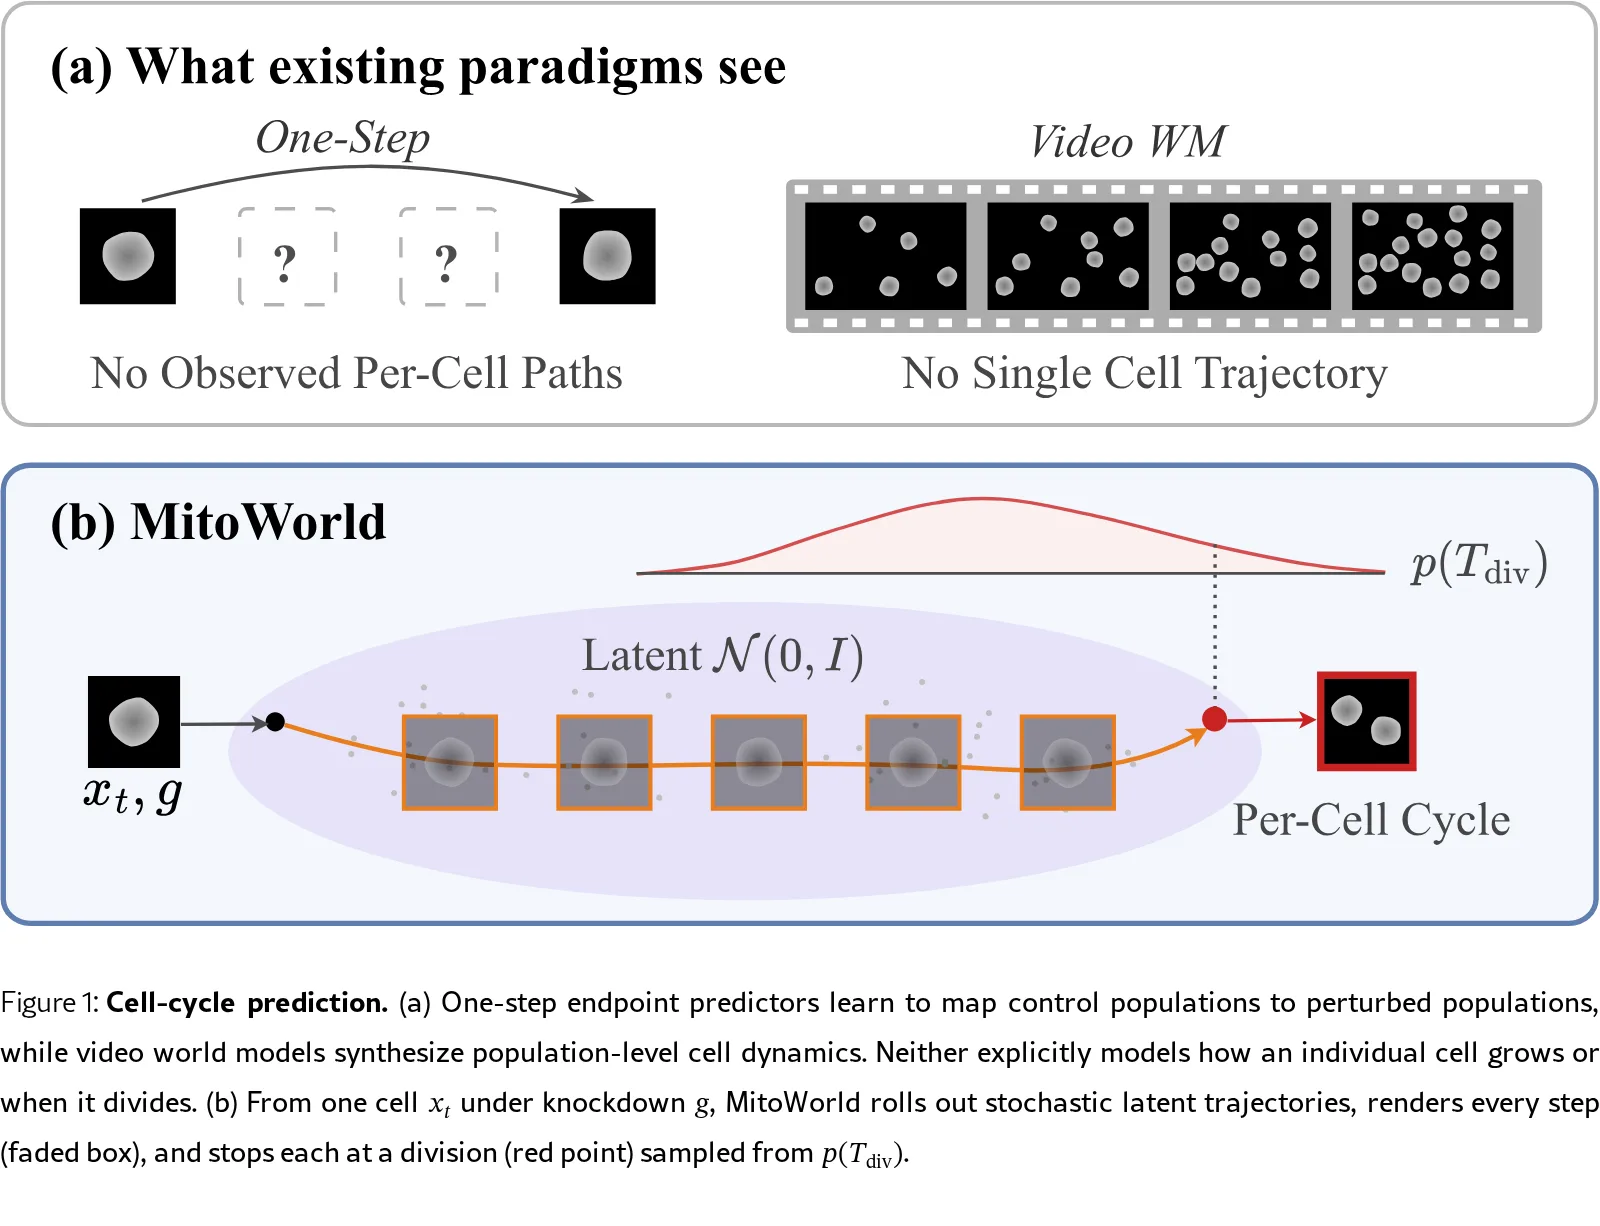 (a) What existing paradigms see
One-Step
Video WM
? ?
No Observed Per-Cell Paths
No Single Cell Trajectory
(b) MitoWorld
p(T_div)
Latent 𝒩(0, I)
x_t, g
Per-Cell Cycle
Figure 1: Cell-cycle prediction. (a) One-step endpoint predictors learn to map control populations to perturbed populations,
while video world models synthesize population-level cell dynamics. Neither explicitly models how an individual cell grows or
when it divides. (b) From one cell x_t under knockdown g, MitoWorld rolls out stochastic latent trajectories, renders every step
(faded box), and stops each at a division (red point) sampled from p(T_div).